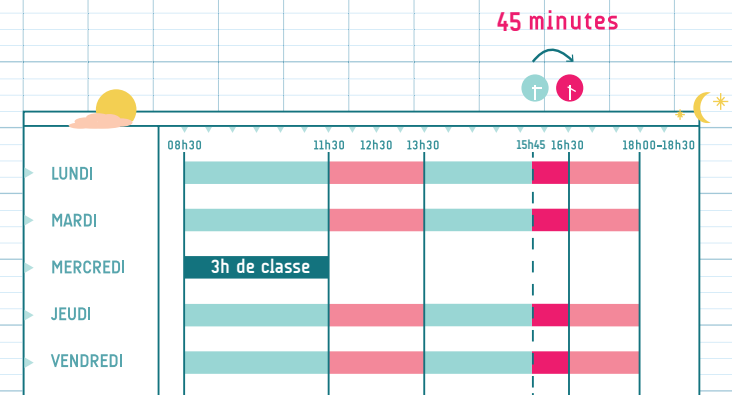 45 minutes
08h30 11h30 12h30 13h30 15h45 16h30 18h00-18h30
LUNDI
MARDI
MERCREDI 3h de classe
JEUDI
VENDREDI